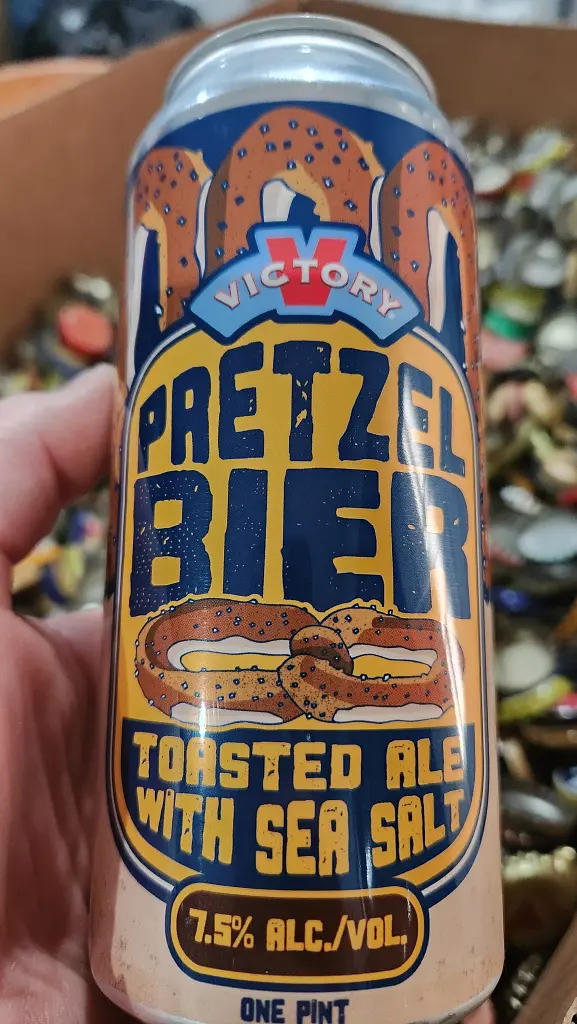 VICTORY
PRETZEL
BIER
TOASTED ALE
WITH SEA SALT
7.5% ALC./VOL.
ONE PINT